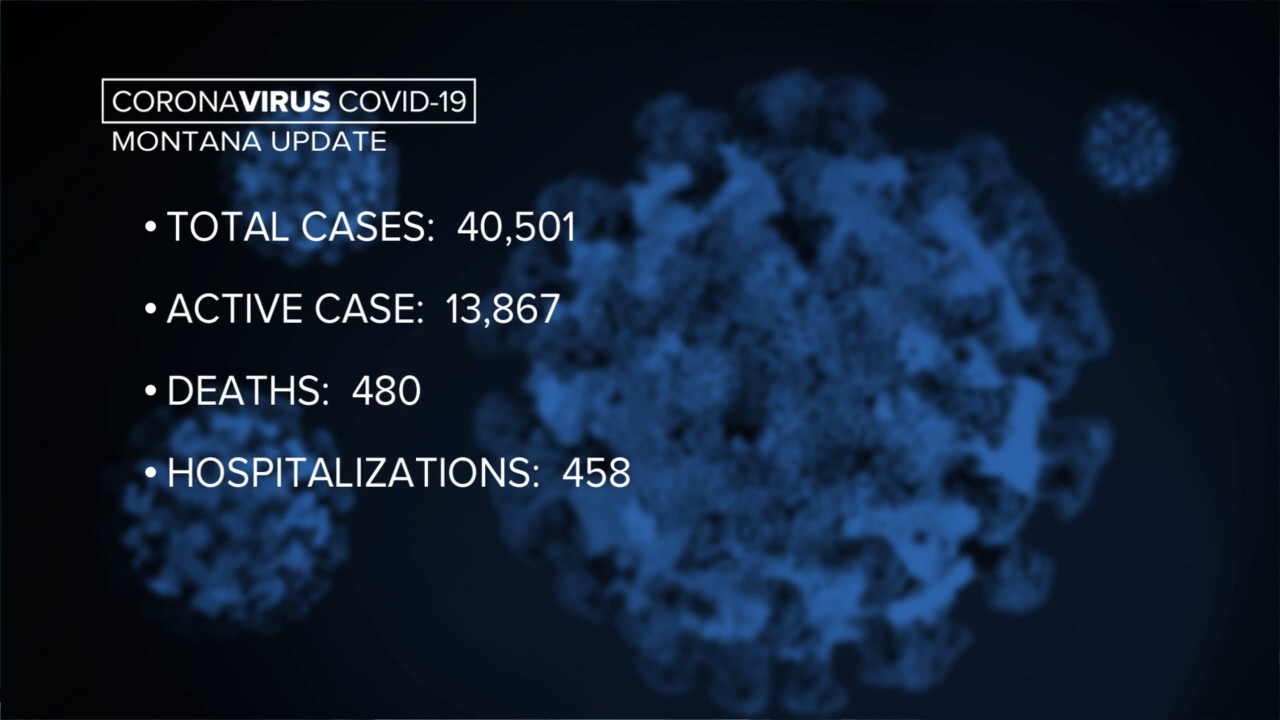 CORONAVIRUS COVID-19
MONTANA UPDATE
• TOTAL CASES: 40,501
• ACTIVE CASE: 13,867
• DEATHS: 480
• HOSPITALIZATIONS: 458